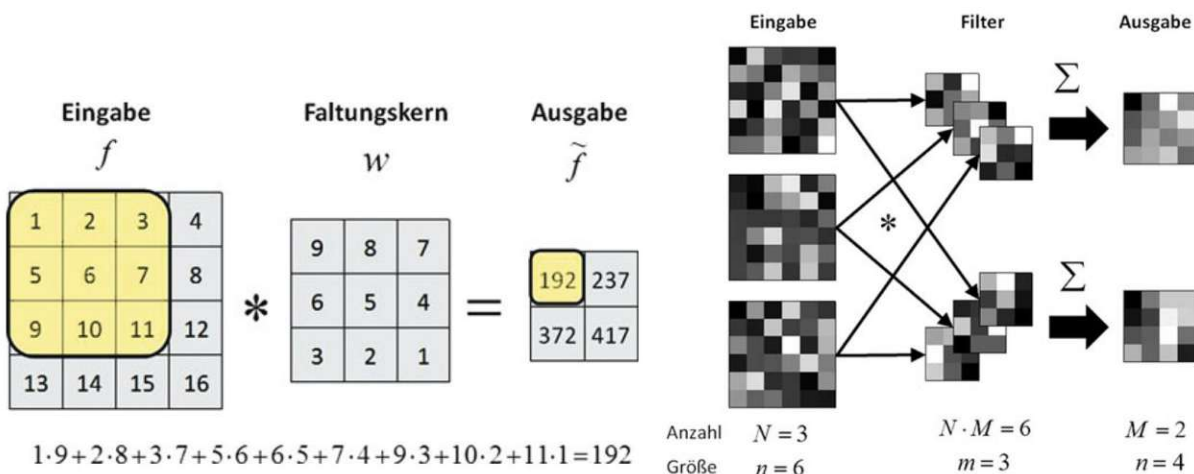 Eingabe Faltungskern Ausgabe
f w f̃
1 2 3 4
5 6 7 8
9 10 11 12
13 14 15 16
*
9 8 7
6 5 4
3 2 1
=
192 237
372 417
1·9+2·8+3·7+5·6+6·5+7·4+9·3+10·2+11·1=192
Eingabe Filter Ausgabe
Σ
*
Σ
Anzahl N = 3 N · M = 6 M = 2
Größe n = 6 m = 3 n = 4